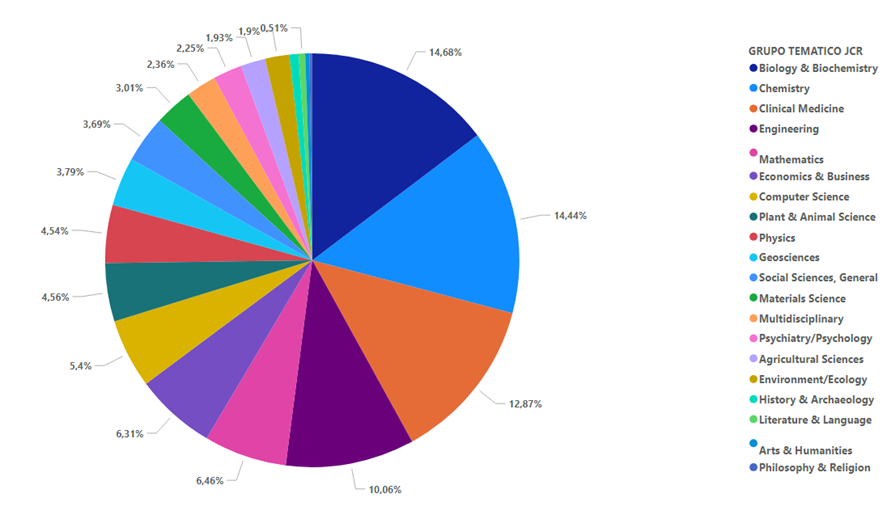 0,51%
1,9%
1,93%
2,25%
2,36%
3,01%
3,69%
3,79%
4,54%
4,56%
5,4%
6,31%
6,46%
10,06%
12,87%
14,44%
14,68%
GRUPO TEMATICO JCR
Biology & Biochemistry
Chemistry
Clinical Medicine
Engineering
Mathematics
Economics & Business
Computer Science
Plant & Animal Science
Physics
Geosciences
Social Sciences, General
Materials Science
Multidisciplinary
Psychiatry/Psychology
Agricultural Sciences
Environment/Ecology
History & Archaeology
Literature & Language
Arts & Humanities
Philosophy & Religion